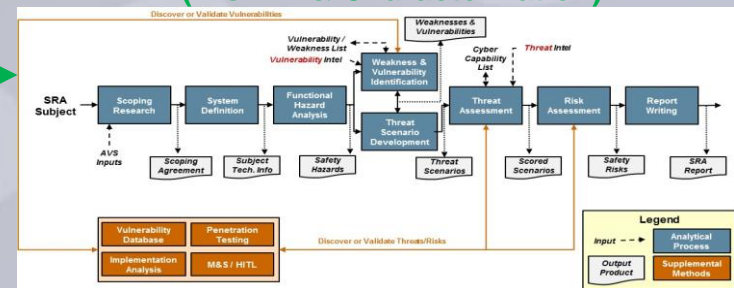 Discover or Validate Vulnerabilities
Weaknesses &
Vulnerabilities
Vulnerability /
Weakness List
Vulnerability Intel
Weakness &
Vulnerability
Identification
Cyber
Capability
List
Threat Intel
SRA
Subject
Scoping
Research
System
Definition
Functional
Hazard
Analysis
Threat
Scenario
Development
Threat
Assessment
Risk
Assessment
Report
Writing
AVS
Inputs
Scoping
Agreement
Subject
Tech. Info
Safety
Hazards
Threat
Scenarios
Scored
Scenarios
Safety
Risks
SRA
Report
Vulnerability
Database
Penetration
Testing
Implementation
Analysis
M&S / HITL
Discover or Validate Threats/Risks
Legend
Input
Analytical
Process
Output
Product
Supplemental
Methods